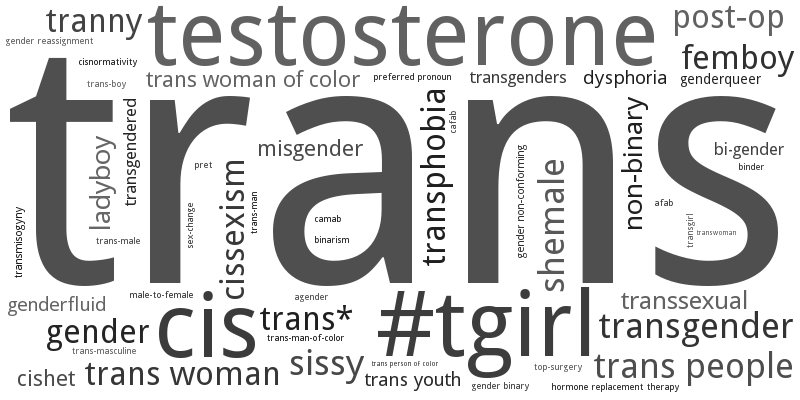 tranny
testosterone
post-op
gender reassignment
femboy
cisnormativity
trans-boy
trans woman of color
preferred pronoun
transgenders
dysphoria
genderqueer
trans
ladyboy
transgendered
misgender
transphobia
cafab
non-binary
bi-gender
binder
pret
cissexism
gender non-conforming
shemale
afab
transmisogyny
trans-male
sex-change
trans-man
camab
binarism
transgirl
transwoman
genderfluid
male-to-female
agender
transsexual
gender
cis
trans*
#tgirl
transgender
trans-masculine
trans-man-of-color
cishet
trans woman
sissy
trans person of color
trans youth
gender binary
top-surgery
trans people
hormone replacement therapy